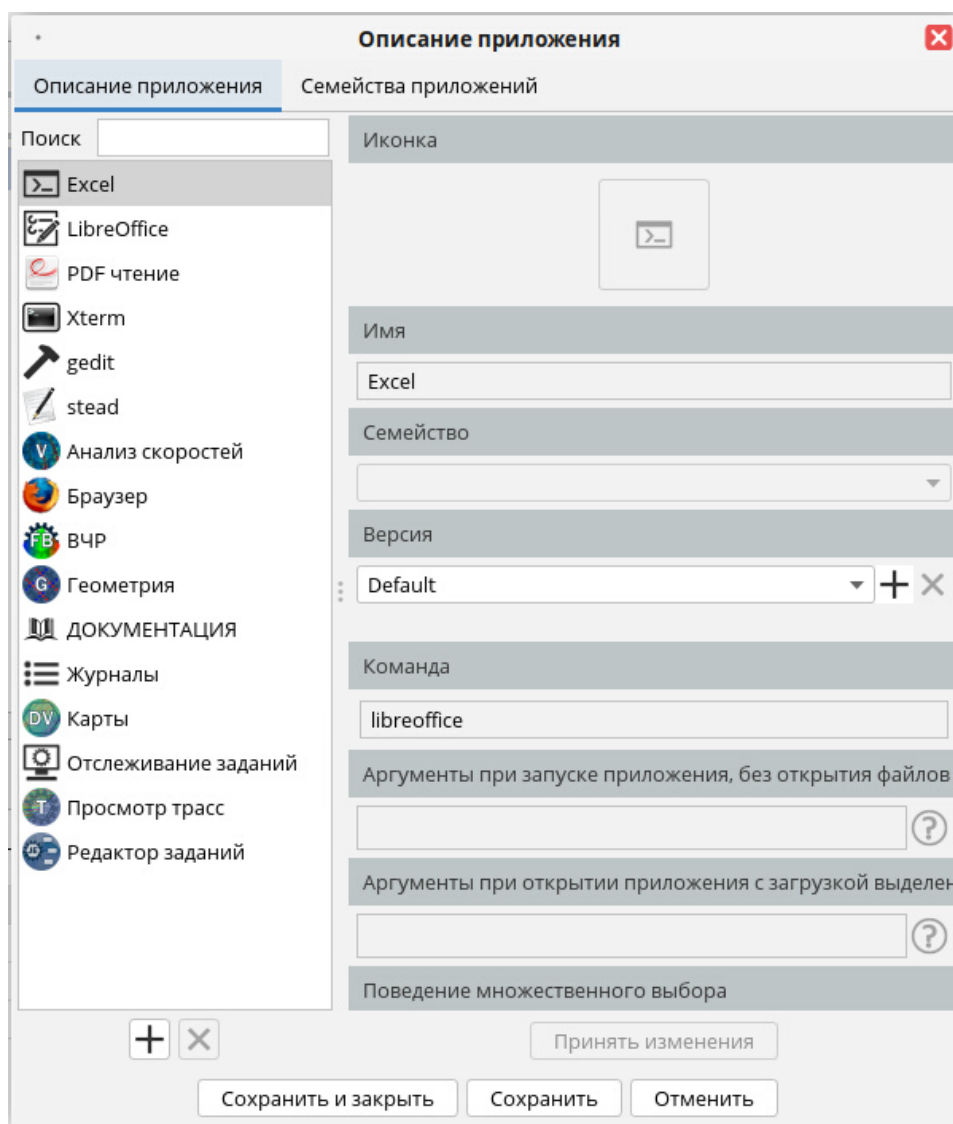 Описание приложения
Описание приложения
Семейства приложений
Поиск
Excel
LibreOffice
PDF чтение
Xterm
gedit
stead
V
Анализ скоростей
Браузер
FB
ВЧР
G
Геометрия
ДОКУМЕНТАЦИЯ
Журналы
DV
Карты
Отслеживание заданий
T
Просмотр трасс
Редактор заданий
Иконка
Имя
Excel
Семейство
Версия
Default
Команда
libreoffice
Аргументы при запуске приложения, без открытия файлов
?
Аргументы при открытии приложения с загрузкой выделен
?
Поведение множественного выбора
Принять изменения
Сохранить и закрыть
Сохранить
Отменить